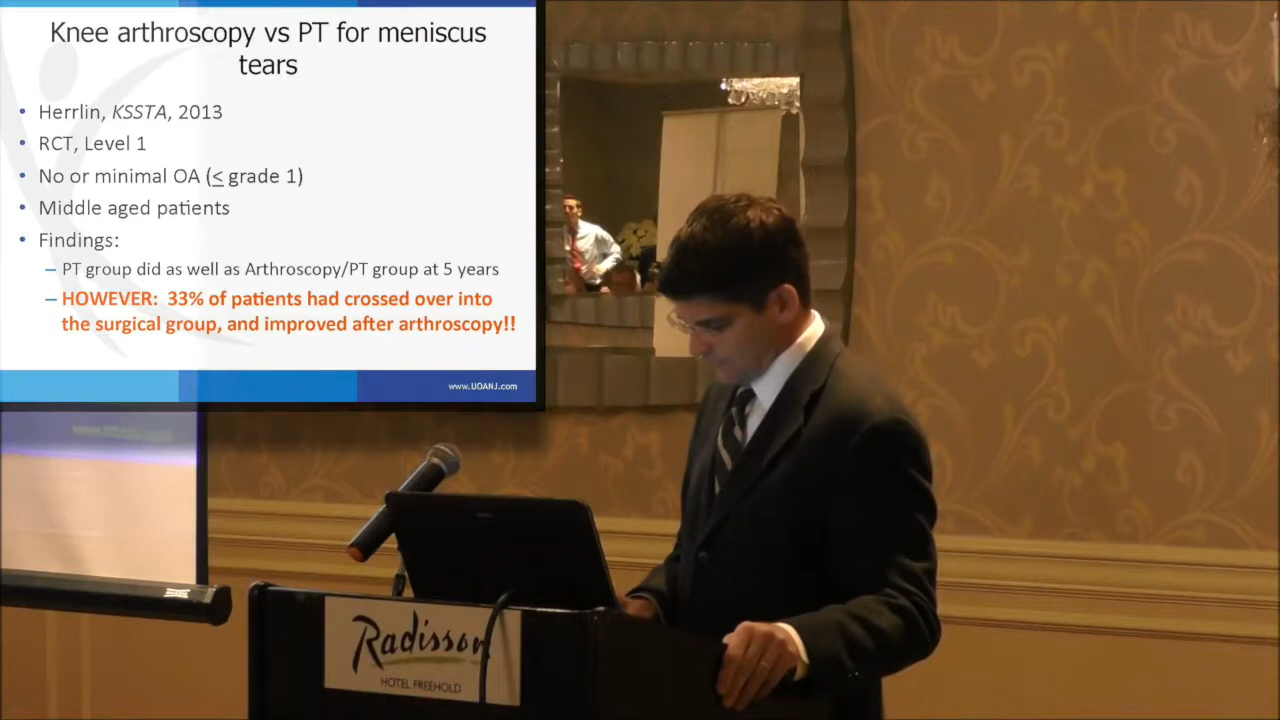 Knee arthroscopy vs PT for meniscus
tears
• Herrlin, KSSTA, 2013
• RCT, Level 1
• No or minimal OA (≤ grade 1)
• Middle aged patients
• Findings:
– PT group did as well as Arthroscopy/PT group at 5 years
– HOWEVER: 33% of patients had crossed over into
the surgical group, and improved after arthroscopy!!
www.UOANJ.com
Radisson
HOTEL FREEHOLD